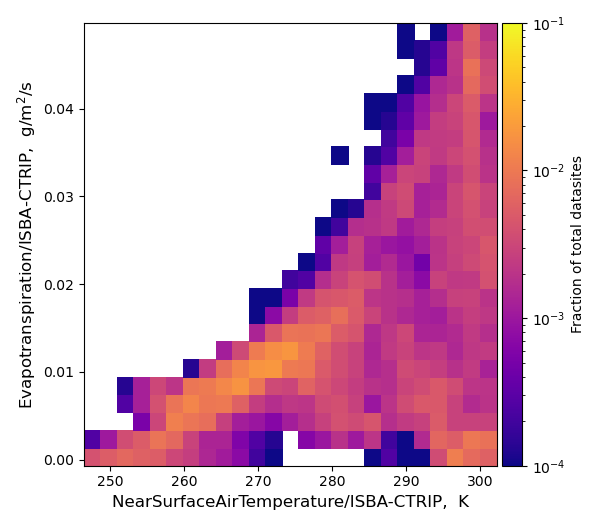 10⁻¹
10⁻²
10⁻³
10⁻⁴
Fraction of total datasites
0.04
0.03
0.02
0.01
0.00
Evapotranspiration/ISBA-CTRIP, g/m²/s
250 260 270 280 290 300
NearSurfaceAirTemperature/ISBA-CTRIP, K